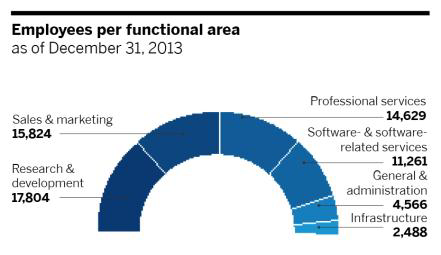 Employees per functional area
as of December 31, 2013
Professional services
14,629
Sales & marketing
15,824
Software- & software-
related services
11,261
Research &
development
17,804
General &
administration
4,566
Infrastructure
2,488